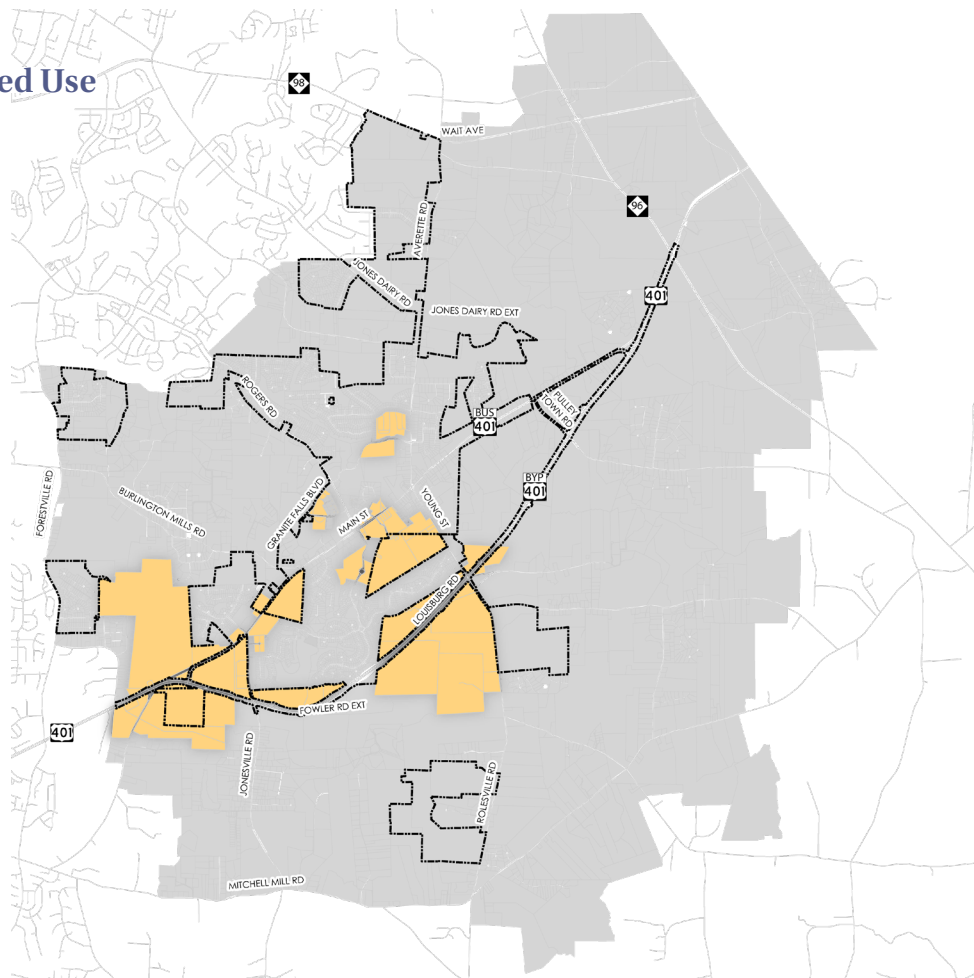 ed Use
98
WAIT AVE
96
AVERETTE RD
JONES DAIRY RD
401
JONES DAIRY RD EXT
ROGERS RD
PULLEY
TOWN RD
BUS
401
BYP
401
FORESTVILLE RD
BURLINGTON MILLS RD
GRANITE FALLS BLVD
MAIN ST
YOUNG ST
LOUISBURG RD
FOWLER RD EXT
401
JONESVILLE RD
ROLESVILLE RD
MITCHELL MILL RD